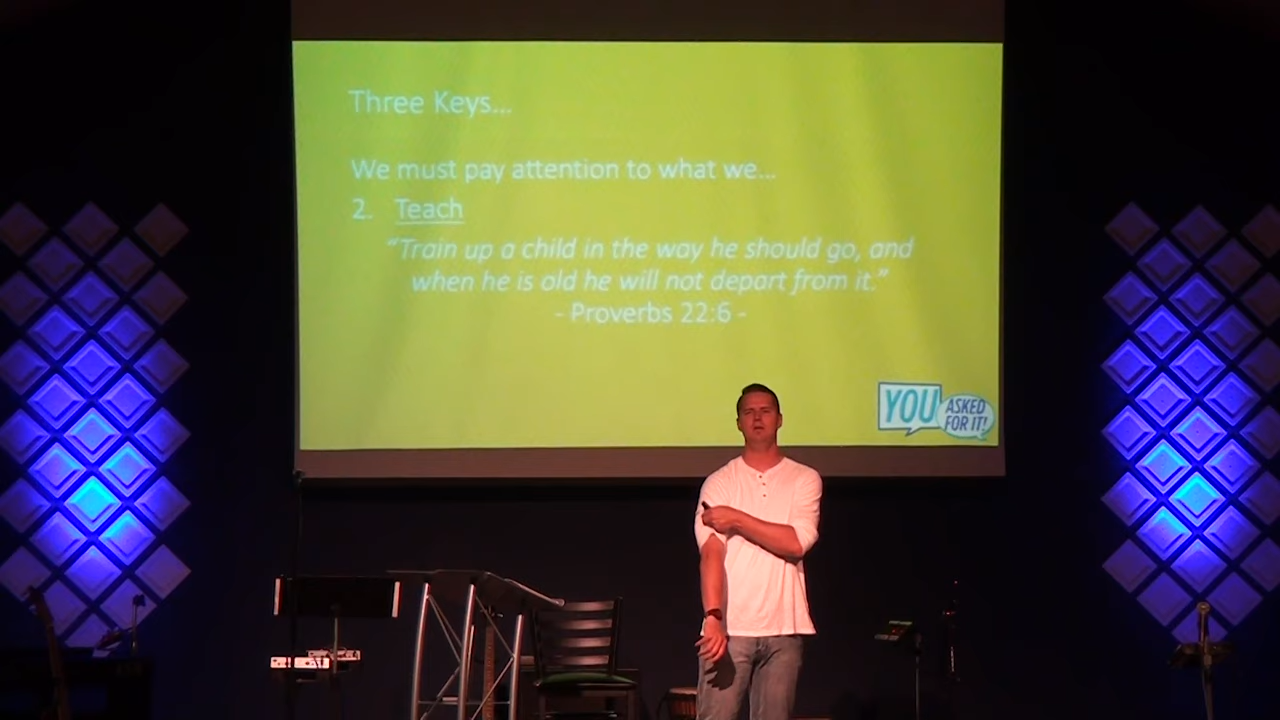 Three Keys...
We must pay attention to what we...
2. Teach
“Train up a child in the way he should go, and
when he is old he will not depart from it.”
- Proverbs 22:6 -
YOU
ASKED
FOR IT!